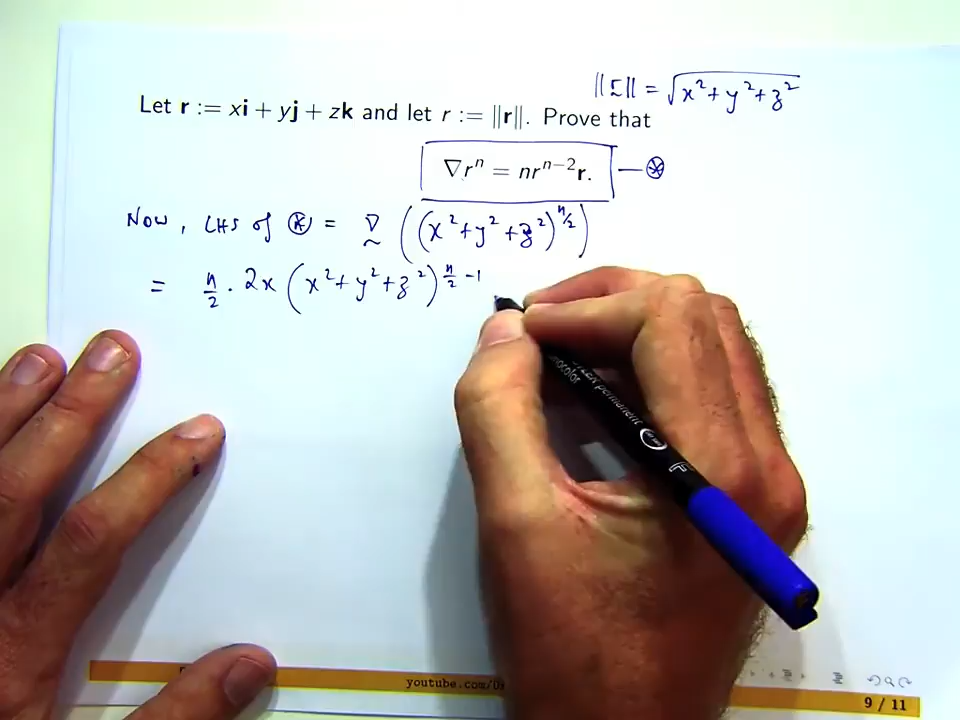 ‖r‖ = √(x² + y² + z²)
Let r := xi + yj + zk and let r := ‖r‖. Prove that
∇rⁿ = nrⁿ⁻²r. — ⊛
Now, LHS of ⊛ = ∇ ((x² + y² + z²)^(n/2))
= n/2 · 2x (x² + y² + z²)^(n/2 − 1)
youtube.com/D
9 / 11